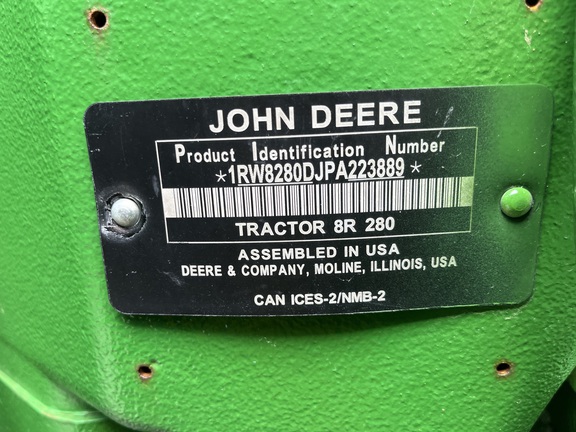 JOHN DEERE
Product Identification Number
*1RW8280DJPA223889*
TRACTOR 8R 280
ASSEMBLED IN USA
DEERE & COMPANY, MOLINE, ILLINOIS, USA
CAN ICES-2/NMB-2